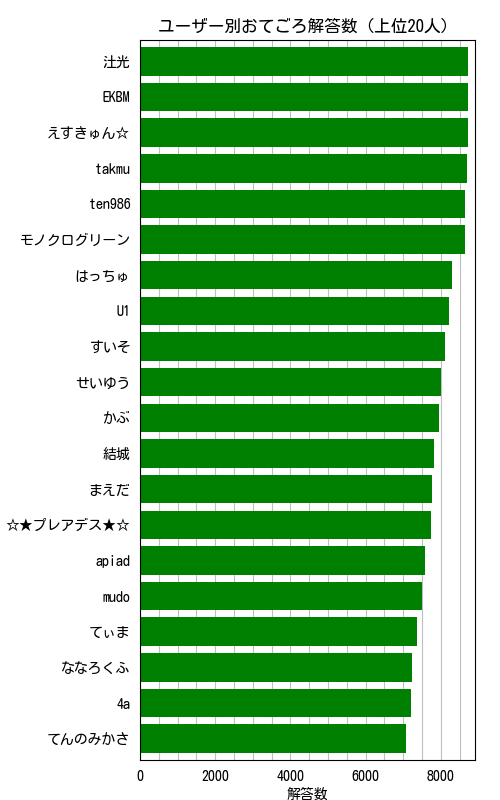 ユーザー別おてごろ解答数（上位20人）
汢光
EKBM
えすきゅん☆
takmu
ten986
モノクログリーン
はっちゅ
U1
すいそ
せいゆう
かぶ
結城
まえだ
☆★プレアデス★☆
apiad
mudo
てぃま
ななろくふ
4a
てんのみかさ
0 2000 4000 6000 8000
解答数